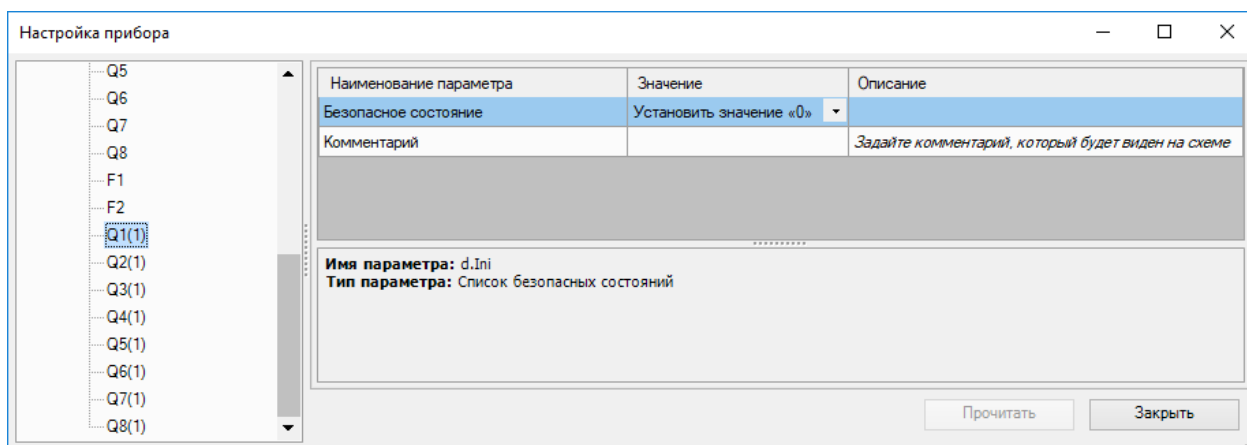 Настройка прибора
Q5
Q6
Q7
Q8
F1
F2
Q1(1)
Q2(1)
Q3(1)
Q4(1)
Q5(1)
Q6(1)
Q7(1)
Q8(1)
Наименование параметра Значение Описание
Безопасное состояние Установить значение «0»
Комментарий Задайте комментарий, который будет виден на схеме
Имя параметра: d.Ini
Тип параметра: Список безопасных состояний
Прочитать Закрыть